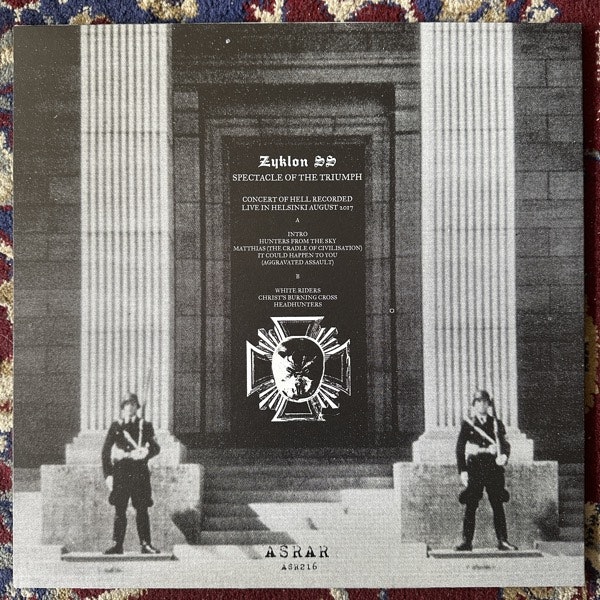 Zyklon SS
SPECTACLE OF THE TRIUMPH
CONCERT OF HELL RECORDED
LIVE IN HELSINKI AUGUST 2017
A
INTRO
HUNTERS FROM THE SKY
MATTHIAS (THE CRADLE OF CIVILISATION)
IT COULD HAPPEN TO YOU
(AGGRAVATED ASSAULT)
B
WHITE RIDERS
CHRIST'S BURNING CROSS
HEADHUNTERS
ASRAR
ASR216